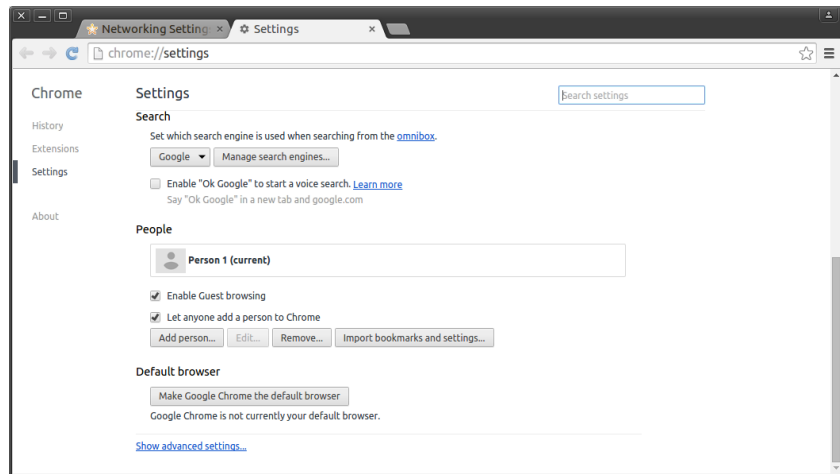 Networking Setting
Settings
chrome://settings
Chrome
History
Extensions
Settings
About
Settings
Search settings
Search
Set which search engine is used when searching from the omnibox.
Google
Manage search engines...
Enable "Ok Google" to start a voice search. Learn more
Say "Ok Google" in a new tab and google.com
People
Person 1 (current)
Enable Guest browsing
Let anyone add a person to Chrome
Add person...
Edit...
Remove...
Import bookmarks and settings...
Default browser
Make Google Chrome the default browser
Google Chrome is not currently your default browser.
Show advanced settings...